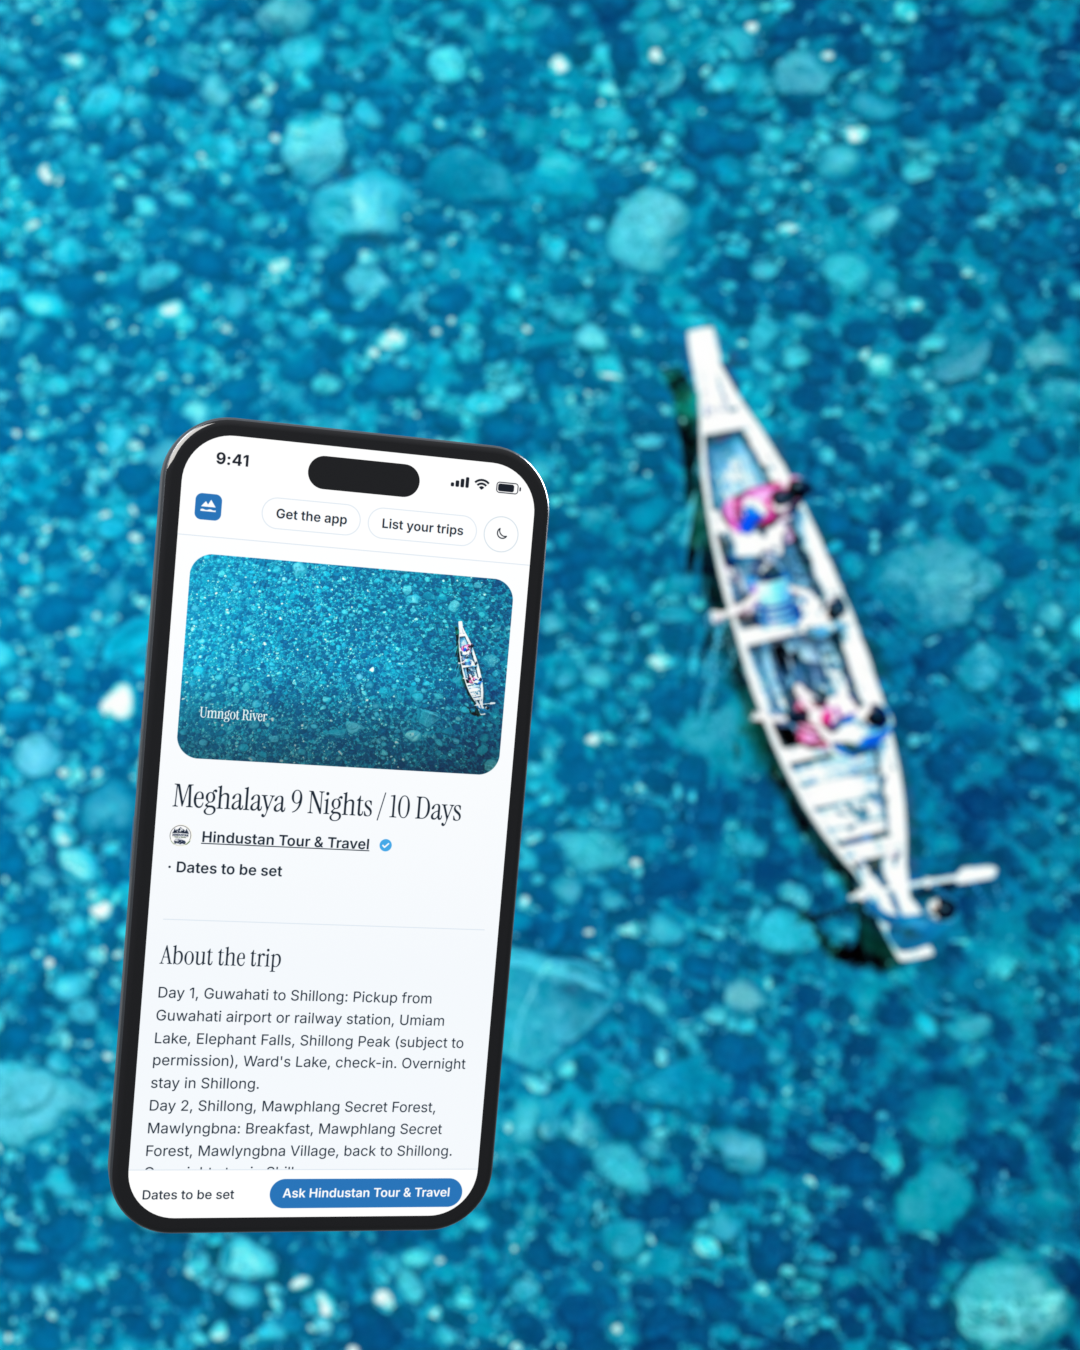 9:41
Get the app
List your trips
Umngot River
Meghalaya 9 Nights / 10 Days
Hindustan Tour & Travel
· Dates to be set
About the trip
Day 1, Guwahati to Shillong: Pickup from
Guwahati airport or railway station, Umiam
Lake, Elephant Falls, Shillong Peak (subject to
permission), Ward's Lake, check-in. Overnight
stay in Shillong.
Day 2, Shillong, Mawphlang Secret Forest,
Mawlyngbna: Breakfast, Mawphlang Secret
Forest, Mawlyngbna Village, back to Shillong.
Dates to be set
Ask Hindustan Tour & Travel